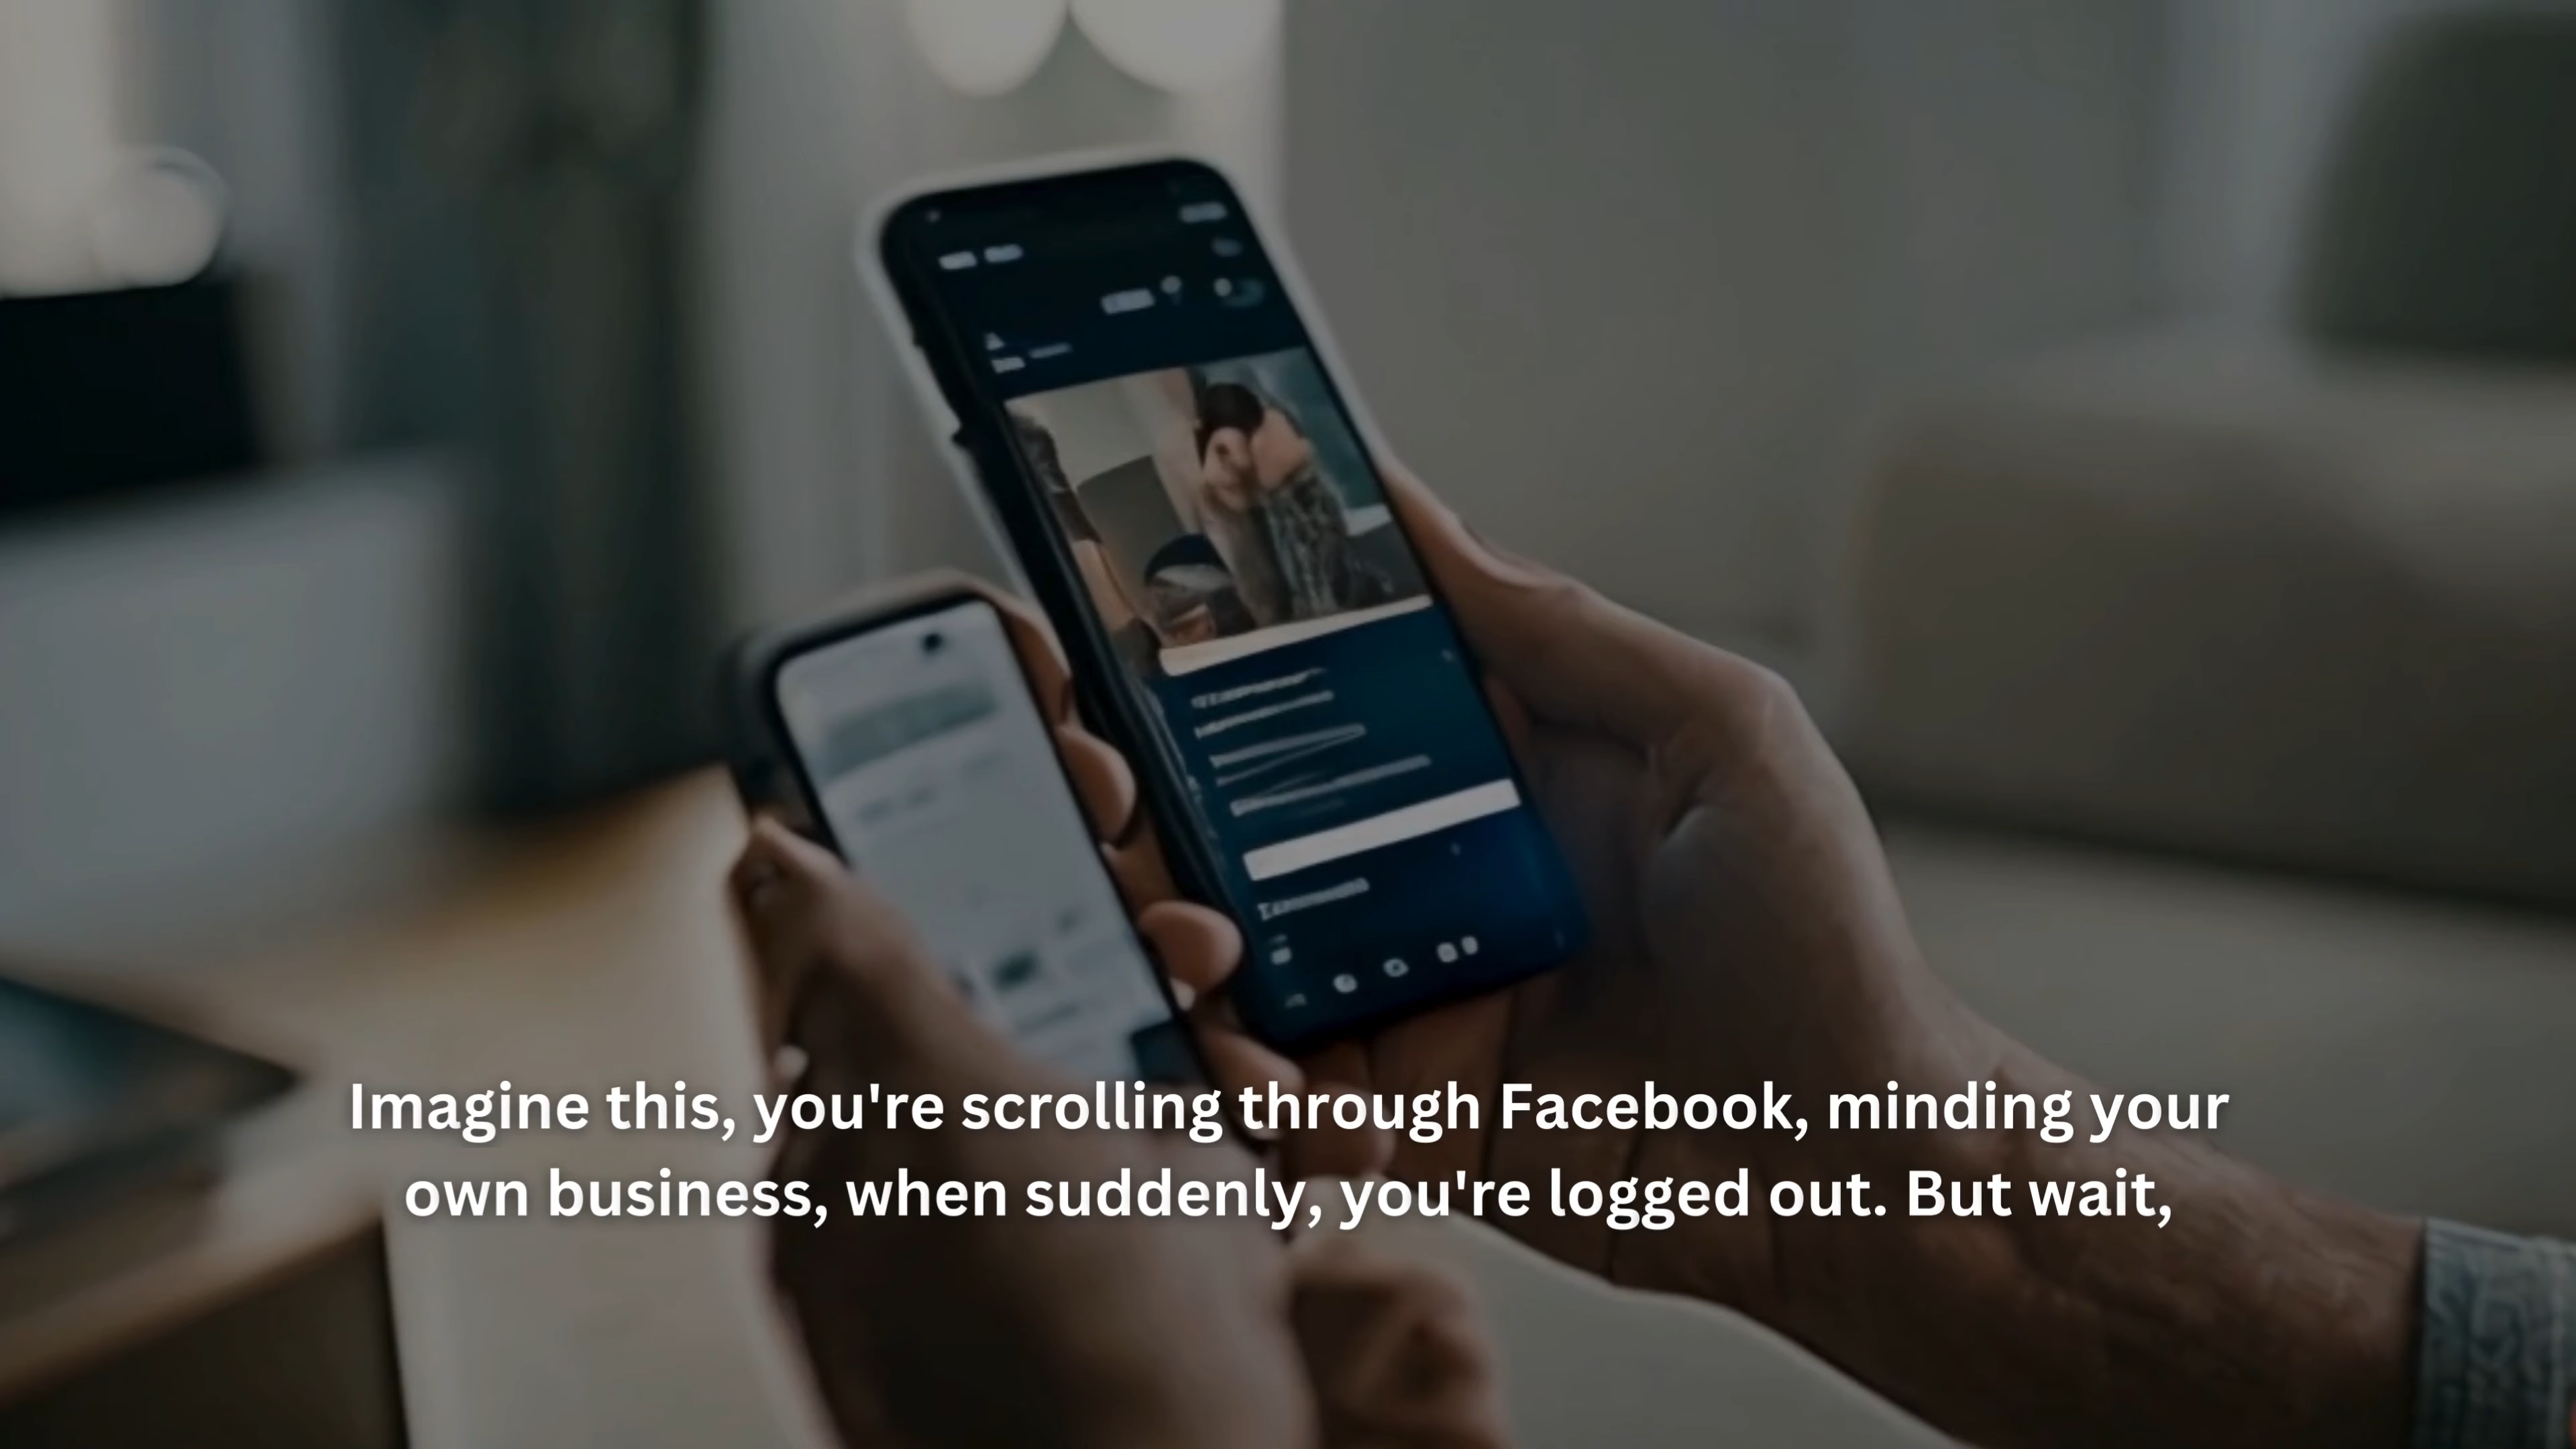 Imagine this, you're scrolling through Facebook, minding your
own business, when suddenly, you're logged out. But wait,